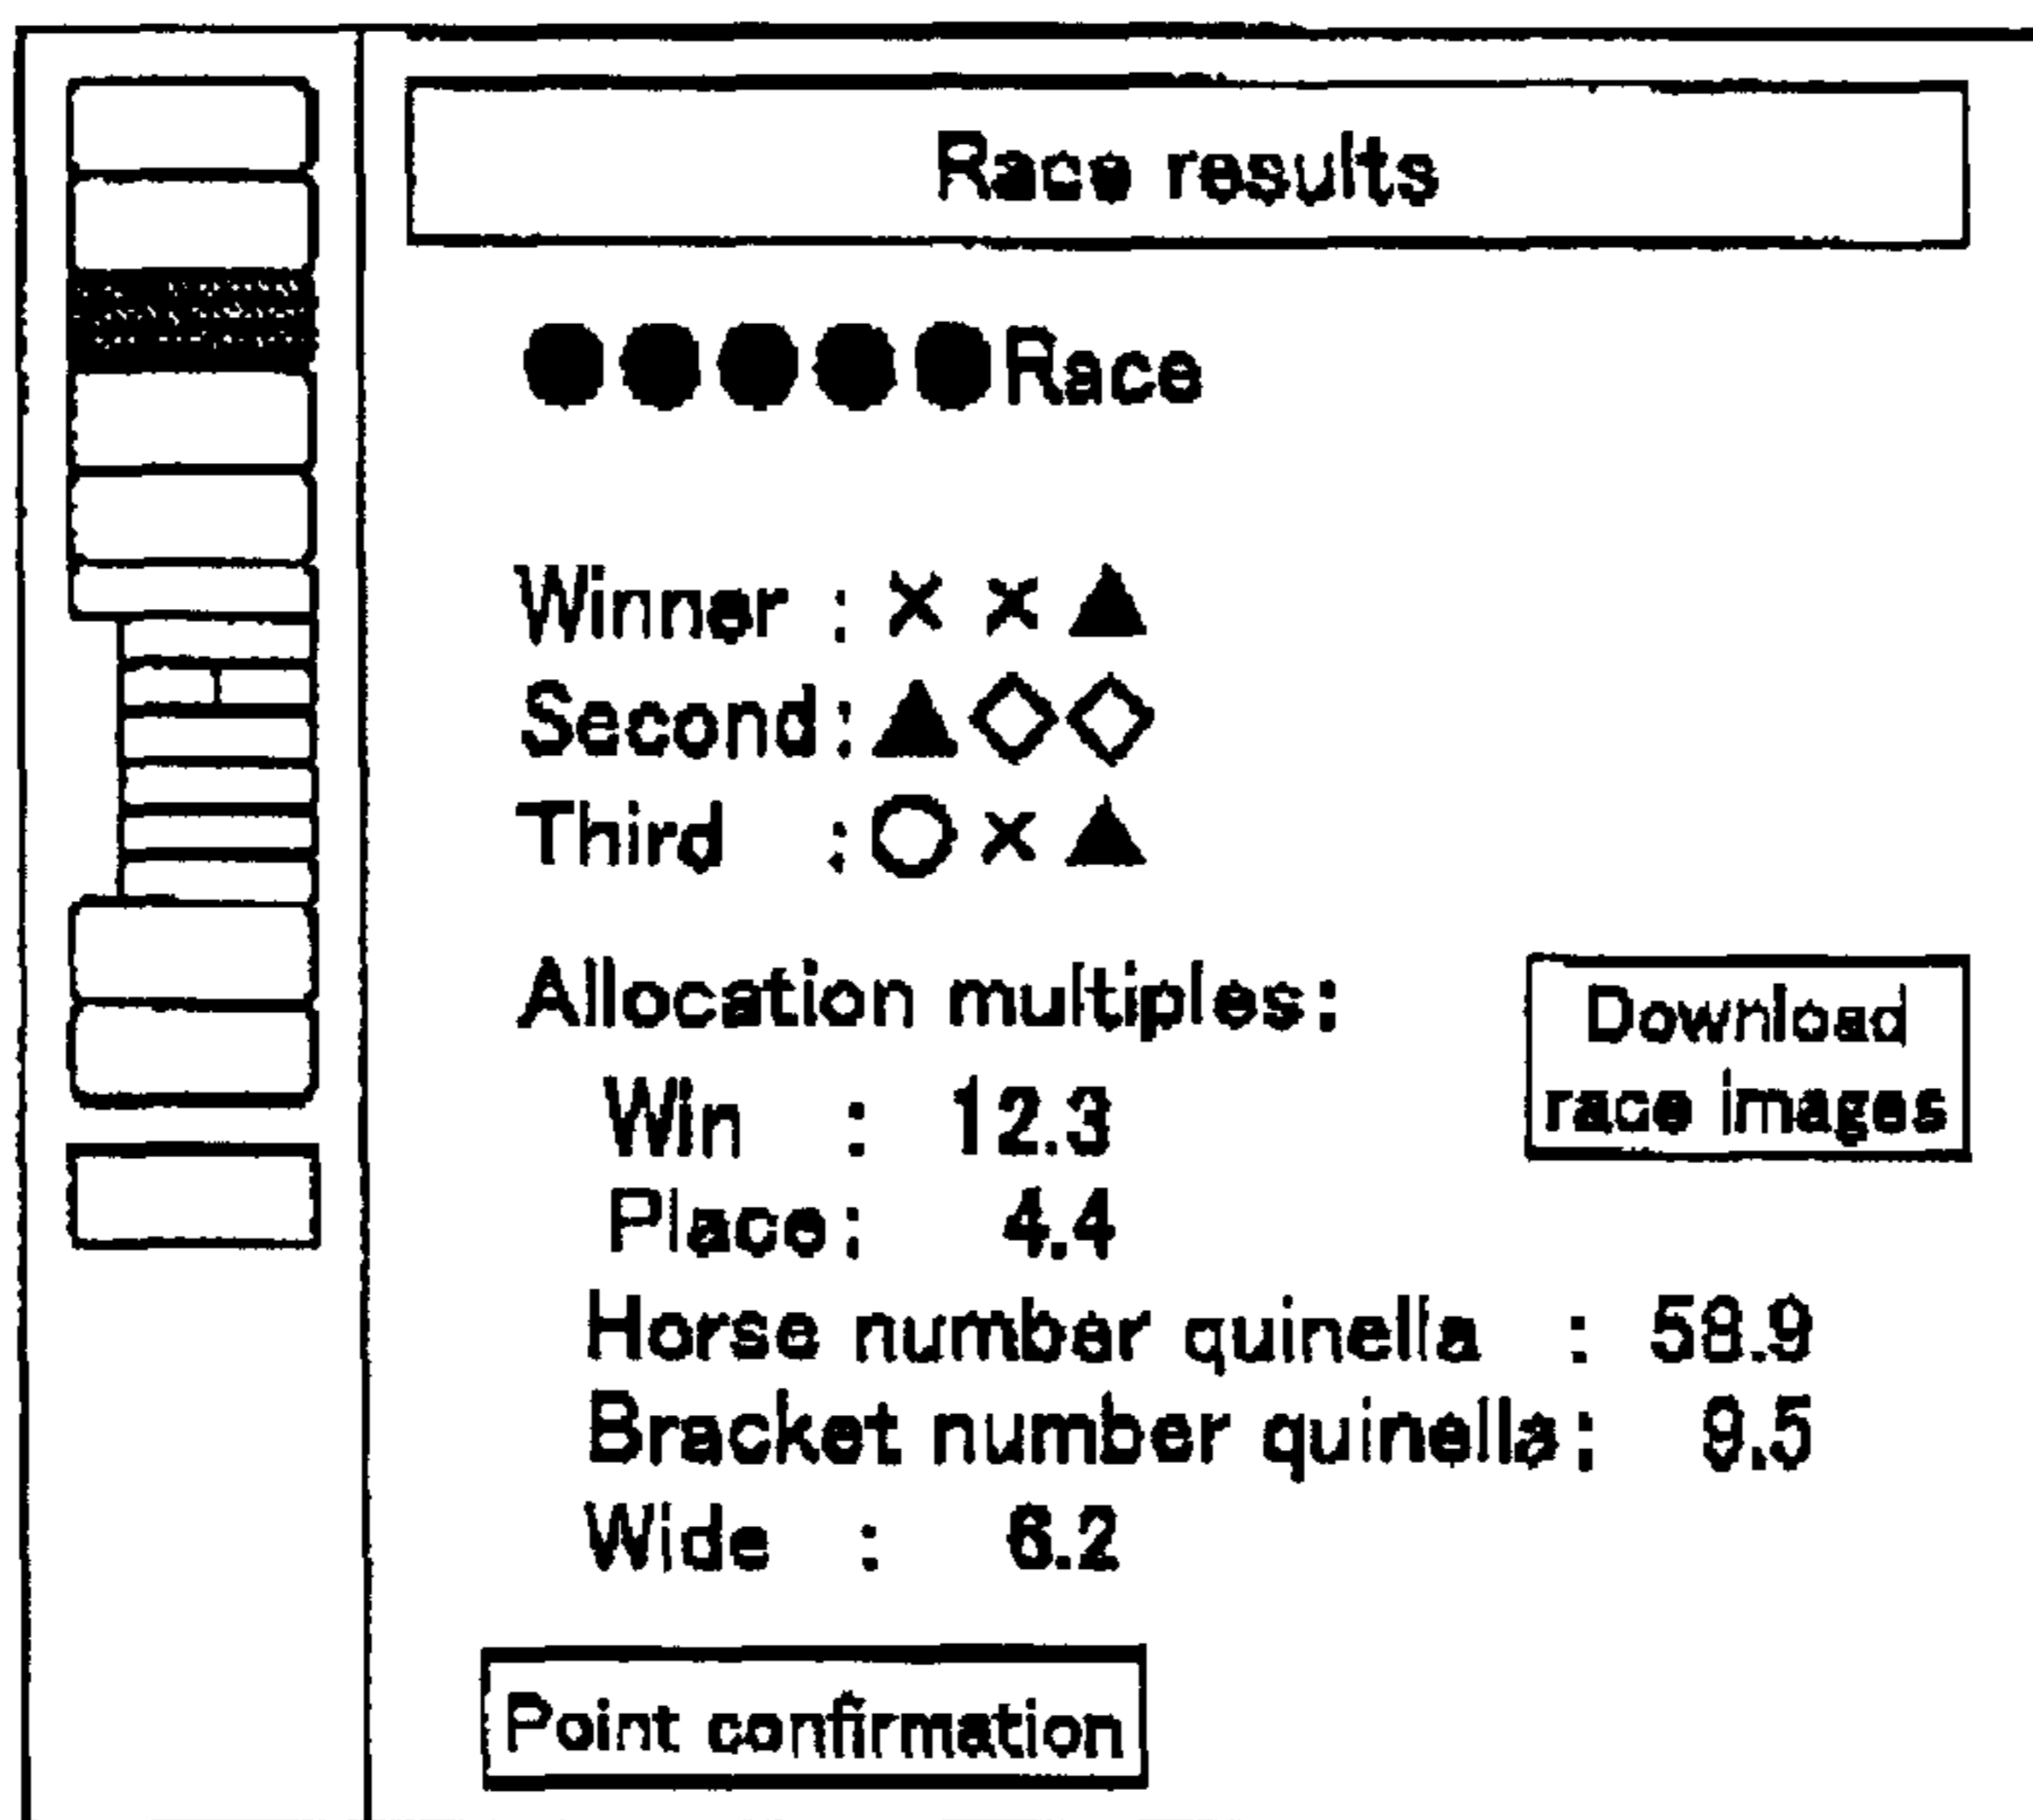 Race results
●●●●●Race
Winner : ××▲
Second : ▲◇◇
Third : ○×▲
Allocation multiples:
Download
race images
Win : 12.3
Place : 4.4
Horse number quinella : 58.9
Bracket number quinella : 9.5
Wide : 6.2
Point confirmation